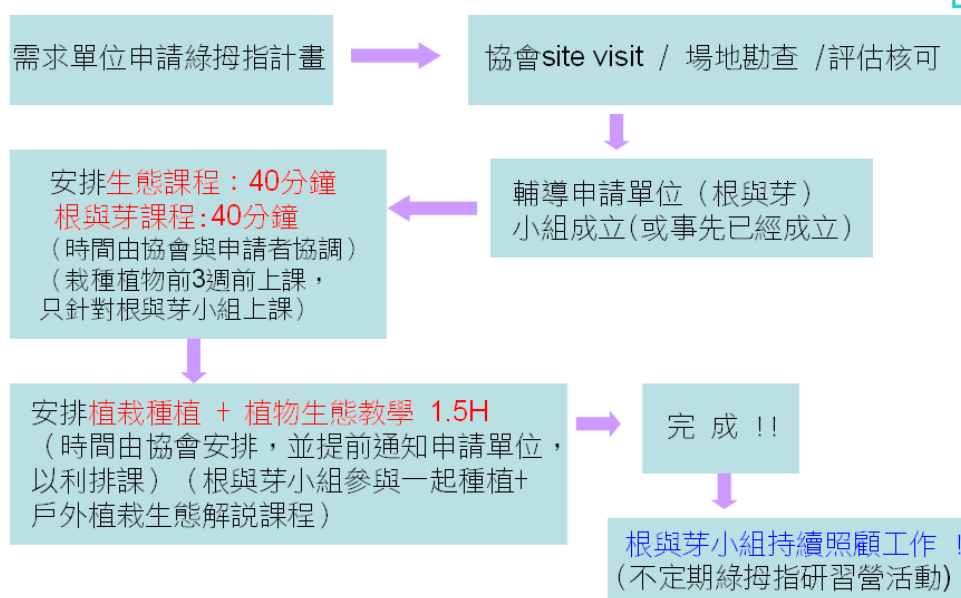 需求單位申請綠拇指計畫
協會site visit / 場地勘查 /評估核可
輔導申請單位（根與芽）
小組成立(或事先已經成立）
安排生態課程：40分鐘
根與芽課程:40分鐘
（時間由協會與申請者協調）
（栽種植物前3週前上課，
只針對根與芽小組上課）
安排植栽種植 + 植物生態教學 1.5H
（時間由協會安排，並提前通知申請單位，
以利排課）（根與芽小組參與一起種植+
戶外植栽生態解說課程）
完 成 !!
根與芽小組持續照顧工作 !
(不定期綠拇指研習營活動)